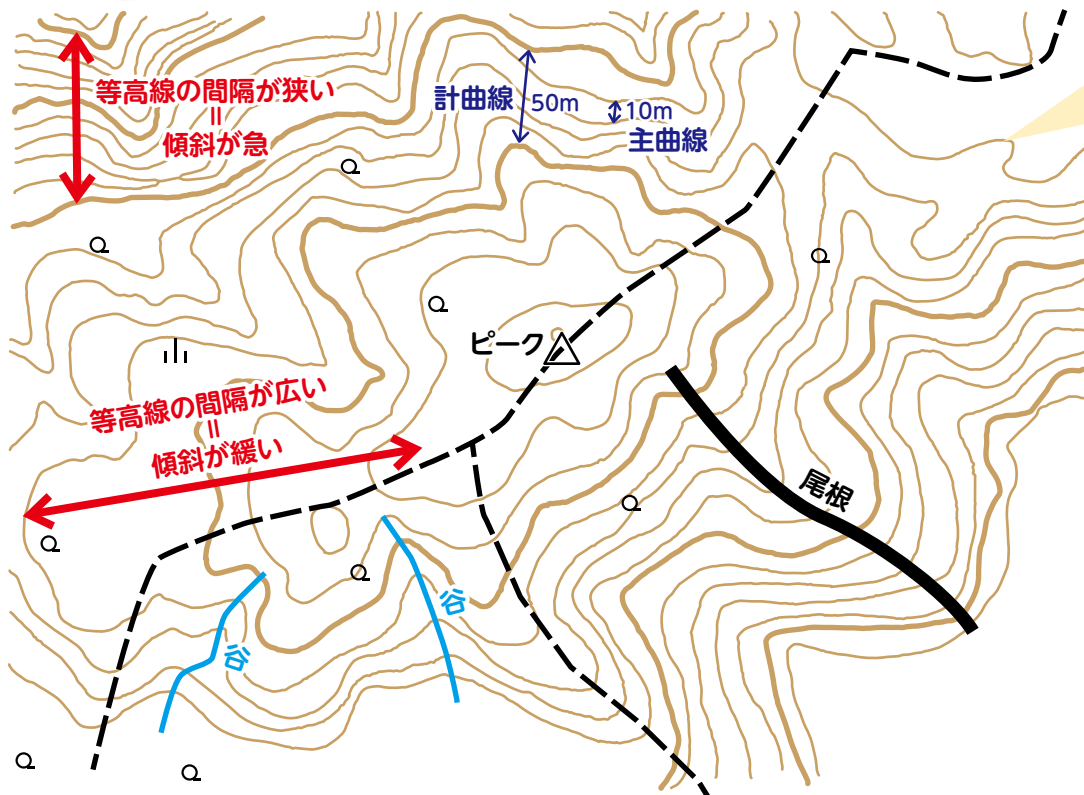 等高線の間隔が狭い
=
傾斜が急
計曲線
50m
10m
主曲線
ピーク
等高線の間隔が広い
=
傾斜が緩い
尾根
谷
谷